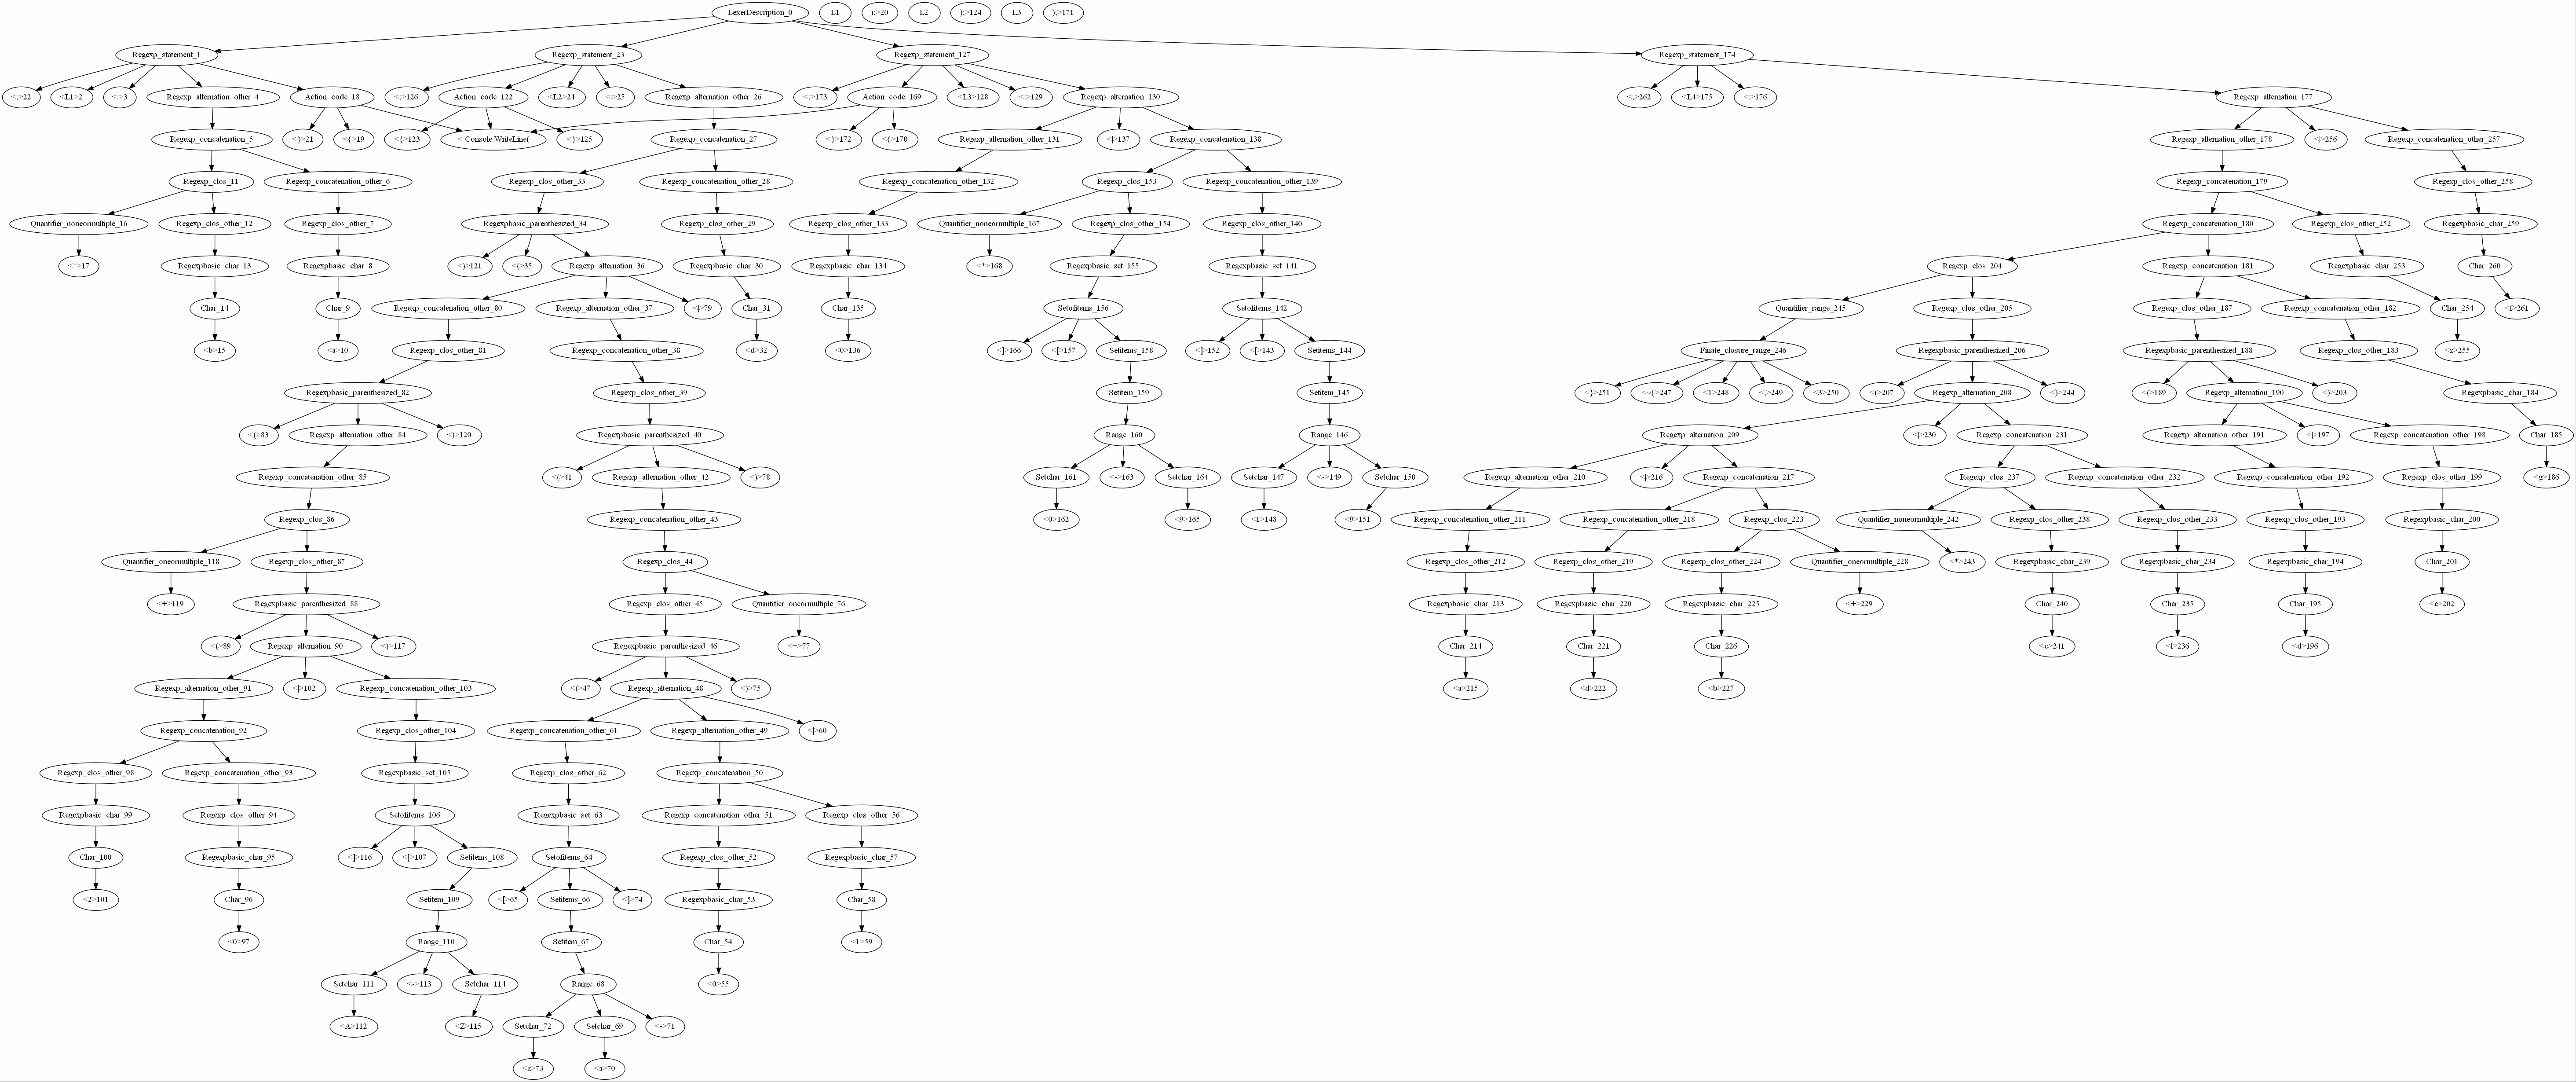 LexerDescription_0 L1 );>20 L2 );>124 L3 );>171
Regexp_statement_1 Regexp_statement_23 Regexp_statement_127 Regexp_statement_174
<;>22 <L1>2 <:>3 Regexp_alternation_other_4 Action_code_18 <;>126 Action_code_122 <L2>24 <:>25 Regexp_alternation_other_26 <;>173 Action_code_169 <L3>128 <:>129 Regexp_alternation_130 <;>262 <L4>175 <:>176 Regexp_alternation_177
Regexp_concatenation_5 <}>21 <{>19 <{>123 < Console.WriteLine( <}>125 Regexp_concatenation_27 <}>172 <{>170 Regexp_alternation_other_131 <|>137 Regexp_concatenation_138 Regexp_alternation_other_178 <|>256 Regexp_concatenation_other_257
Regexp_clos_11 Regexp_concatenation_other_6 Regexp_clos_other_33 Regexp_concatenation_other_28 Regexp_concatenation_other_132 Regexp_clos_153 Regexp_concatenation_other_139 Regexp_concatenation_179 Regexp_clos_other_258
Quantifier_noneormultiple_16 Regexp_clos_other_12 Regexp_clos_other_7 Regexpbasic_parenthesized_34 Regexp_clos_other_29 Regexp_clos_other_133 Quantifier_noneormultiple_167 Regexp_clos_other_154 Regexp_clos_other_140 Regexp_concatenation_180 Regexp_clos_other_252 Regexpbasic_char_259
<*>17 Regexpbasic_char_13 Regexpbasic_char_8 <)>121 <(>35 Regexp_alternation_36 Regexpbasic_char_30 Regexpbasic_char_134 <*>168 Regexpbasic_set_155 Regexpbasic_set_141 Regexp_clos_204 Regexp_concatenation_181 Regexpbasic_char_253 Char_260
Char_14 Char_9 Regexp_concatenation_other_80 Regexp_alternation_other_37 <|>79 Char_31 Char_135 Setofitems_156 Setofitems_142 Quantifier_range_245 Regexp_clos_other_205 Regexp_clos_other_187 Regexp_concatenation_other_182 Char_254 <f>261
<b>15 <a>10 Regexp_clos_other_81 Regexp_concatenation_other_38 <d>32 <0>136 <]>166 <[>157 Setitems_158 <]>152 <[>143 Setitems_144 Finate_closure_range_246 Regexpbasic_parenthesized_206 Regexpbasic_parenthesized_188 Regexp_clos_other_183 <z>255
Regexpbasic_parenthesized_82 Regexp_clos_other_39 Setitem_159 Setitem_145 <}>251 <--{>247 <1>248 <,>249 <3>250 <(>207 Regexp_alternation_208 <)>244 <(>189 Regexp_alternation_190 <)>203 Regexpbasic_char_184
<(>83 Regexp_alternation_other_84 <)>120 Regexpbasic_parenthesized_40 Range_160 Range_146 Regexp_alternation_209 <|>230 Regexp_concatenation_231 Regexp_alternation_other_191 <|>197 Regexp_concatenation_other_198 Char_185
Regexp_concatenation_other_85 <(>41 Regexp_alternation_other_42 <)>78 Setchar_161 <->163 Setchar_164 Setchar_147 <->149 Setchar_150 Regexp_alternation_other_210 <|>216 Regexp_concatenation_217 Regexp_clos_237 Regexp_concatenation_other_232 Regexp_concatenation_other_192 Regexp_clos_other_199 <g>186
Regexp_clos_86 Regexp_concatenation_other_43 <0>162 <9>165 <1>148 <9>151 Regexp_concatenation_other_211 Regexp_concatenation_other_218 Regexp_clos_223 Quantifier_noneormultiple_242 Regexp_clos_other_238 Regexp_clos_other_233 Regexp_clos_other_193 Regexpbasic_char_200
Quantifier_oneormultiple_118 Regexp_clos_other_87 Regexp_clos_44 Regexp_clos_other_212 Regexp_clos_other_219 Regexp_clos_other_224 Quantifier_oneormultiple_228 <*>243 Regexpbasic_char_239 Regexpbasic_char_234 Regexpbasic_char_194 Char_201
<+>119 Regexpbasic_parenthesized_88 Regexp_clos_other_45 Quantifier_oneormultiple_76 Regexpbasic_char_213 Regexpbasic_char_220 Regexpbasic_char_225 <+>229 Char_240 Char_235 Char_195 <e>202
<(>89 Regexp_alternation_90 <)>117 Regexpbasic_parenthesized_46 <+>77 Char_214 Char_221 Char_226 <c>241 <d>196
Regexp_alternation_other_91 <|>102 Regexp_concatenation_other_103 <(>47 Regexp_alternation_48 <)>75 <a>215 <d>222 <b>227
Regexp_concatenation_92 Regexp_clos_other_104 Regexp_concatenation_other_61 Regexp_alternation_other_49 <|>60
Regexp_clos_other_98 Regexp_concatenation_other_93 Regexpbasic_set_105 Regexp_clos_other_62 Regexp_concatenation_50
Regexpbasic_char_99 Regexp_clos_other_94 Setofitems_106 Regexpbasic_set_63 Regexp_concatenation_other_51 Regexp_clos_other_56
Char_100 Regexpbasic_char_95 <]>116 <[>107 Setitems_108 Setofitems_64 Regexp_clos_other_52 Regexpbasic_char_57
<2>101 Char_96 Setitem_109 <[>65 Setitems_66 <]>74 Regexpbasic_char_53 Char_58
<0>97 Range_110 Setitem_67 Char_54 <1>59
Setchar_111 <->113 Setchar_114 Range_68 <0>55
<A>112 <Z>115 Setchar_72 Setchar_69 <->71
<z>73 <a>70